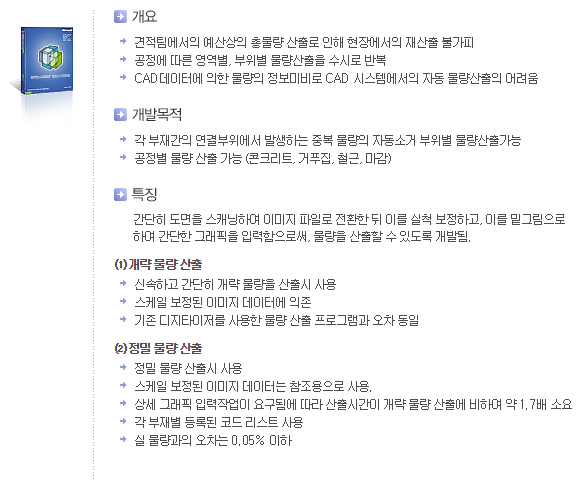 개요
견적팀에서의 예산상의 총물량 산출로 인해 현장에서의 재산출 불가피
공정에 따른 영역별, 부위별 물량산출을 수시로 반복
CAD데이터에 의한 물량의 정보미비로 CAD 시스템에서의 자동 물량산출의 어려움
개발목적
각 부재간의 연결부위에서 발생하는 중복 물량의 자동소거 부위별 물량산출가능
공정별 물량 산출 가능 (콘크리트, 거푸집, 철근, 마감)
특징
간단히 도면을 스캐닝하여 이미지 파일로 전환한 뒤 이를 실척 보정하고, 이를 밑그림으로
하여 간단한 그래픽을 입력함으로써, 물량을 산출할 수 있도록 개발됨.
(1)개략 물량 산출
신속하고 간단히 개략 물량을 산출시 사용
스케일 보정된 이미지 데이터에 의존
기존 디지타이저를 사용한 물량 산출 프로그램과 오차 동일
(2)정밀 물량 산출
정밀 물량 산출시 사용
스케일 보정된 이미지 데이터는 참조용으로 사용.
상세 그래픽 입력작업이 요구됨에 따라 산출시간이 개략 물량 산출에 비하여 약 1.7배 소요
각 부재별 등록된 코드 리스트 사용
실 물량과의 오차는 0.05% 이하